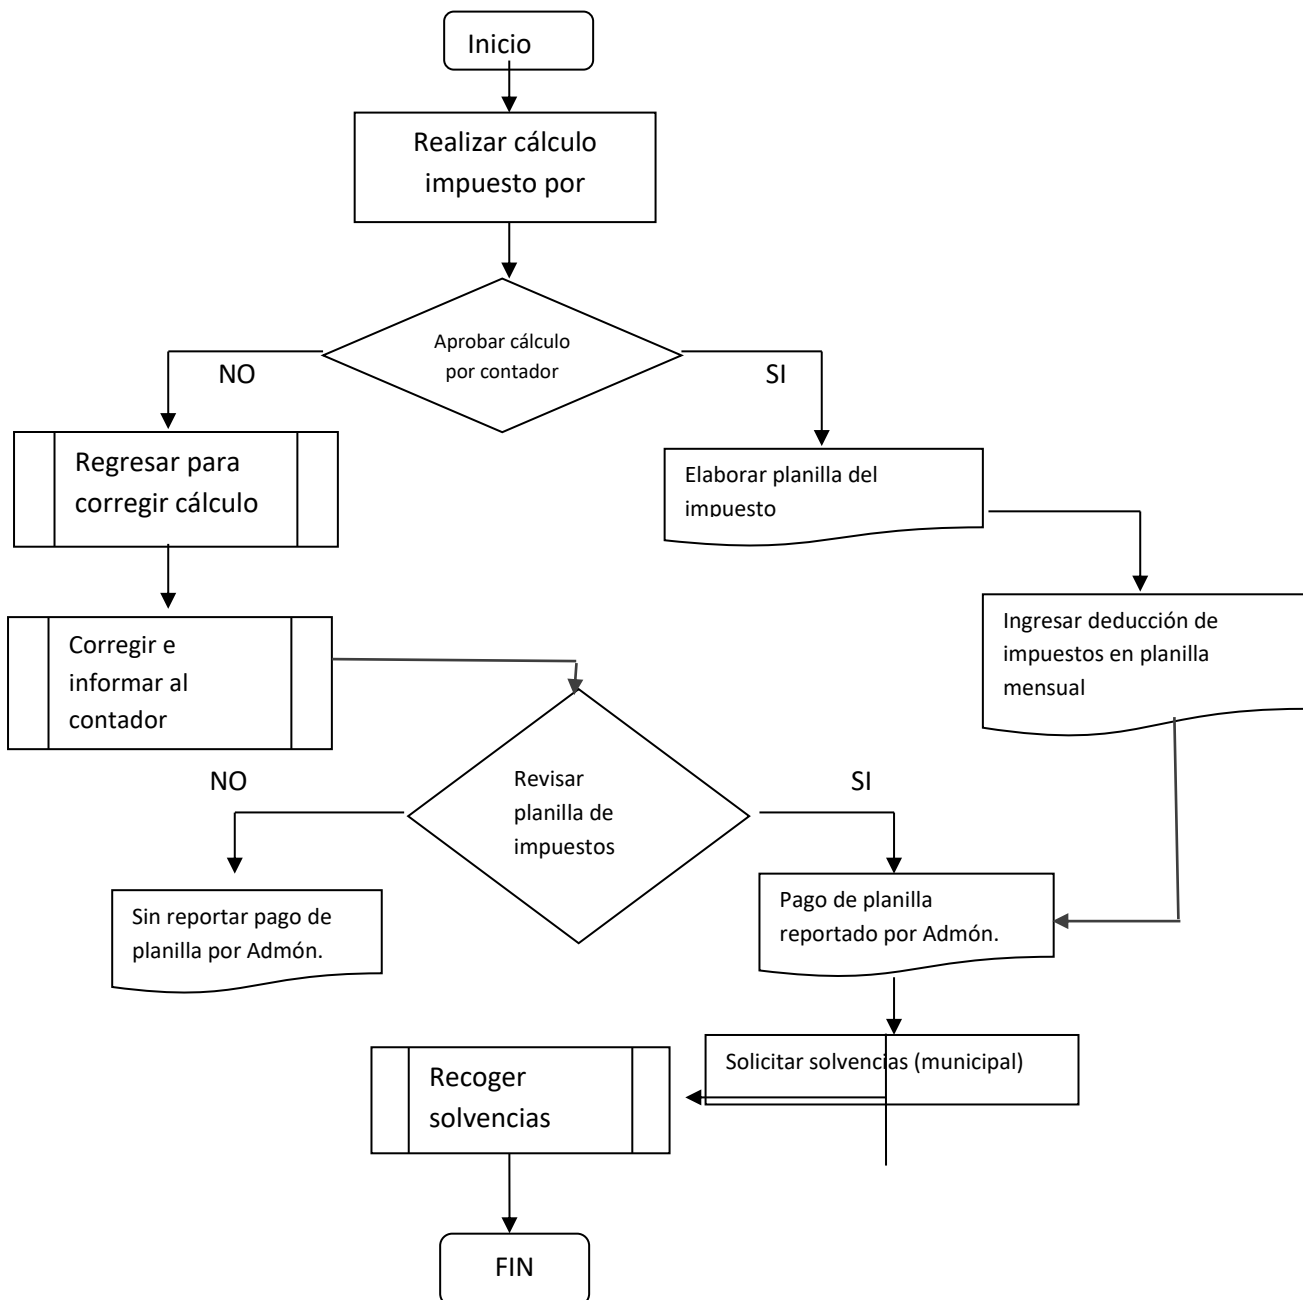 Inicio
Realizar cálculo
impuesto por
Aprobar cálculo
por contador
NO
SI
Regresar para
corregir cálculo
Elaborar planilla del
impuesto
Ingresar deducción de
impuestos en planilla
mensual
Corregir e
informar al
contador
NO
SI
Revisar
planilla de
impuestos
Sin reportar pago de
planilla por Admón.
Pago de planilla
reportado por Admón.
Solicitar solvencias (municipal)
Recoger
solvencias
FIN